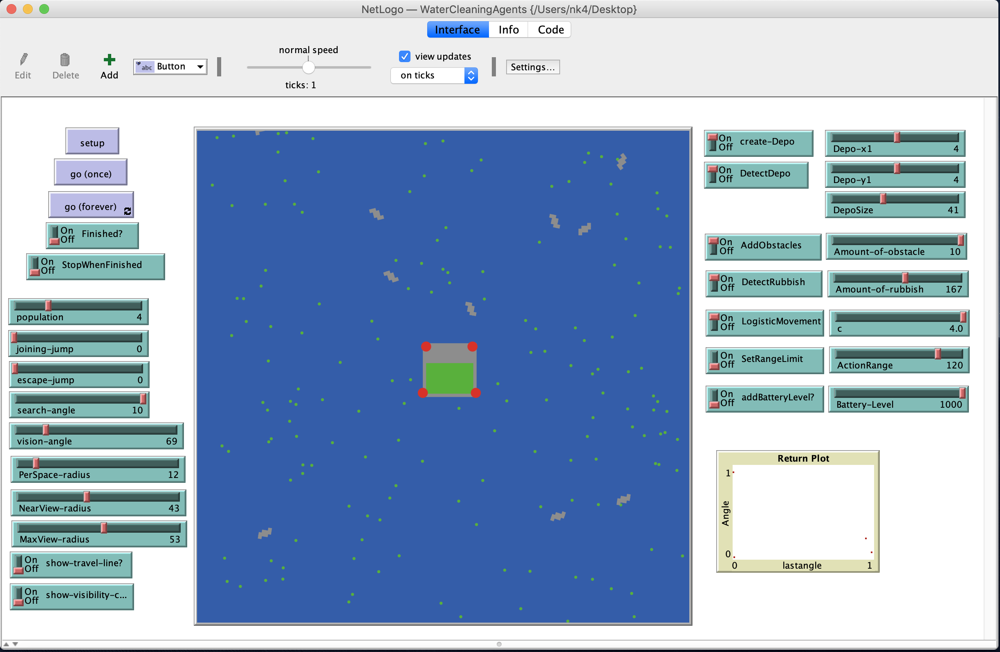 NetLogo — WaterCleaningAgents {/Users/nk4/Desktop}
Interface Info Code
Edit Delete Add
abc Button
normal speed
ticks: 1
view updates
on ticks
Settings...
setup
go (once)
go (forever)
On
Off
Finished?
On
Off
StopWhenFinished
population 4
joining-jump 0
escape-jump 0
search-angle 10
vision-angle 69
PerSpace-radius 12
NearView-radius 43
MaxView-radius 53
On
Off
show-travel-line?
On
Off
show-visibility-c...
On
Off
create-Depo
Depo-x1 4
On
Off
DetectDepo
Depo-y1 4
DepoSize 41
On
Off
AddObstacles
Amount-of-obstacle 10
On
Off
DetectRubbish
Amount-of-rubbish 167
On
Off
LogisticMovement
c 4.0
On
Off
SetRangeLimit
ActionRange 120
On
Off
addBatteryLevel?
Battery-Level 1000
Return Plot
1
Angle
0
0 lastangle 1